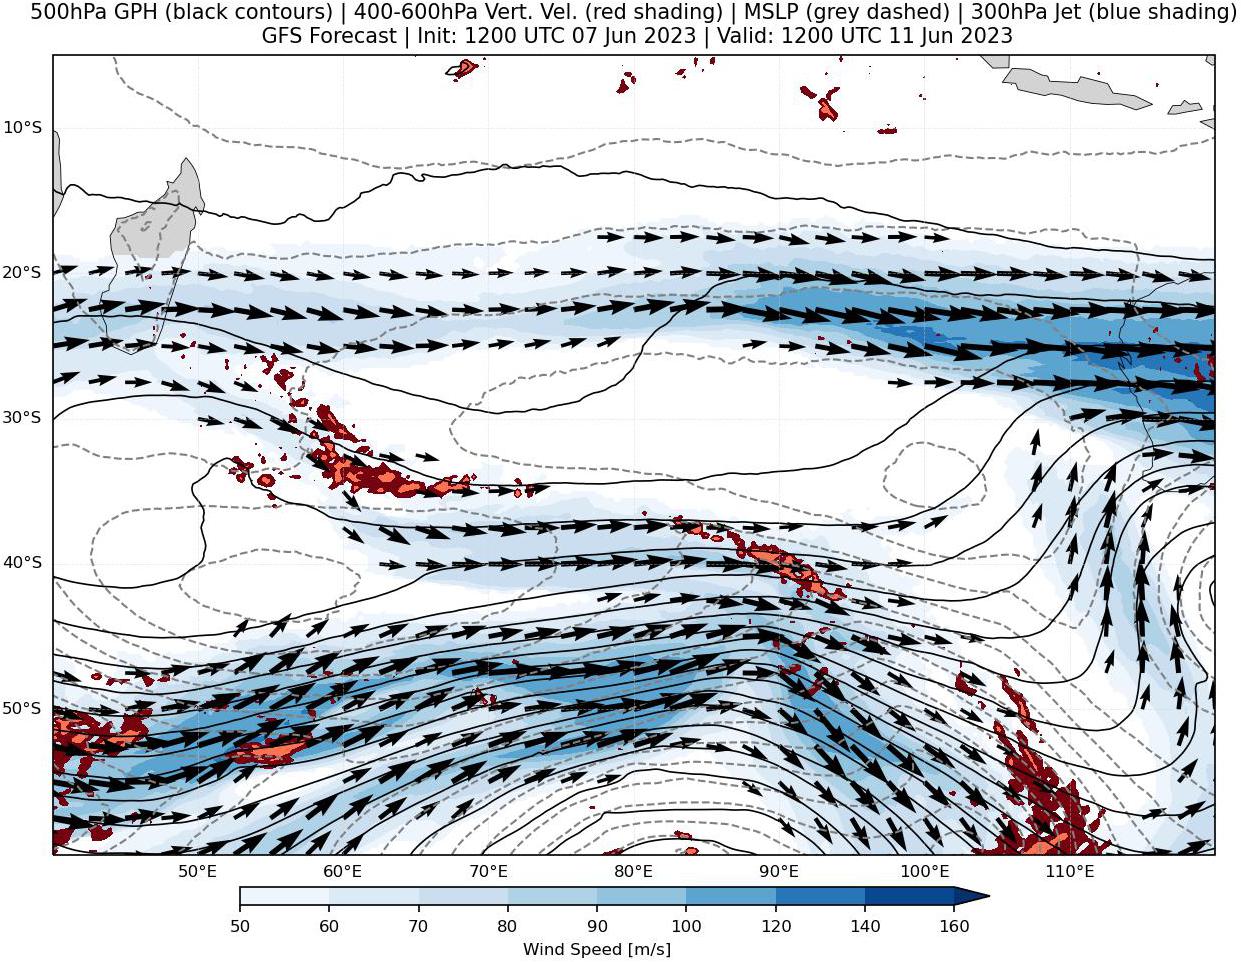 500hPa GPH (black contours) | 400-600hPa Vert. Vel. (red shading) | MSLP (grey dashed) | 300hPa Jet (blue shading)
GFS Forecast | Init: 1200 UTC 07 Jun 2023 | Valid: 1200 UTC 11 Jun 2023
10°S
20°S
30°S
40°S
50°S
50°E 60°E 70°E 80°E 90°E 100°E 110°E
50 60 70 80 90 100 120 140 160
Wind Speed [m/s]